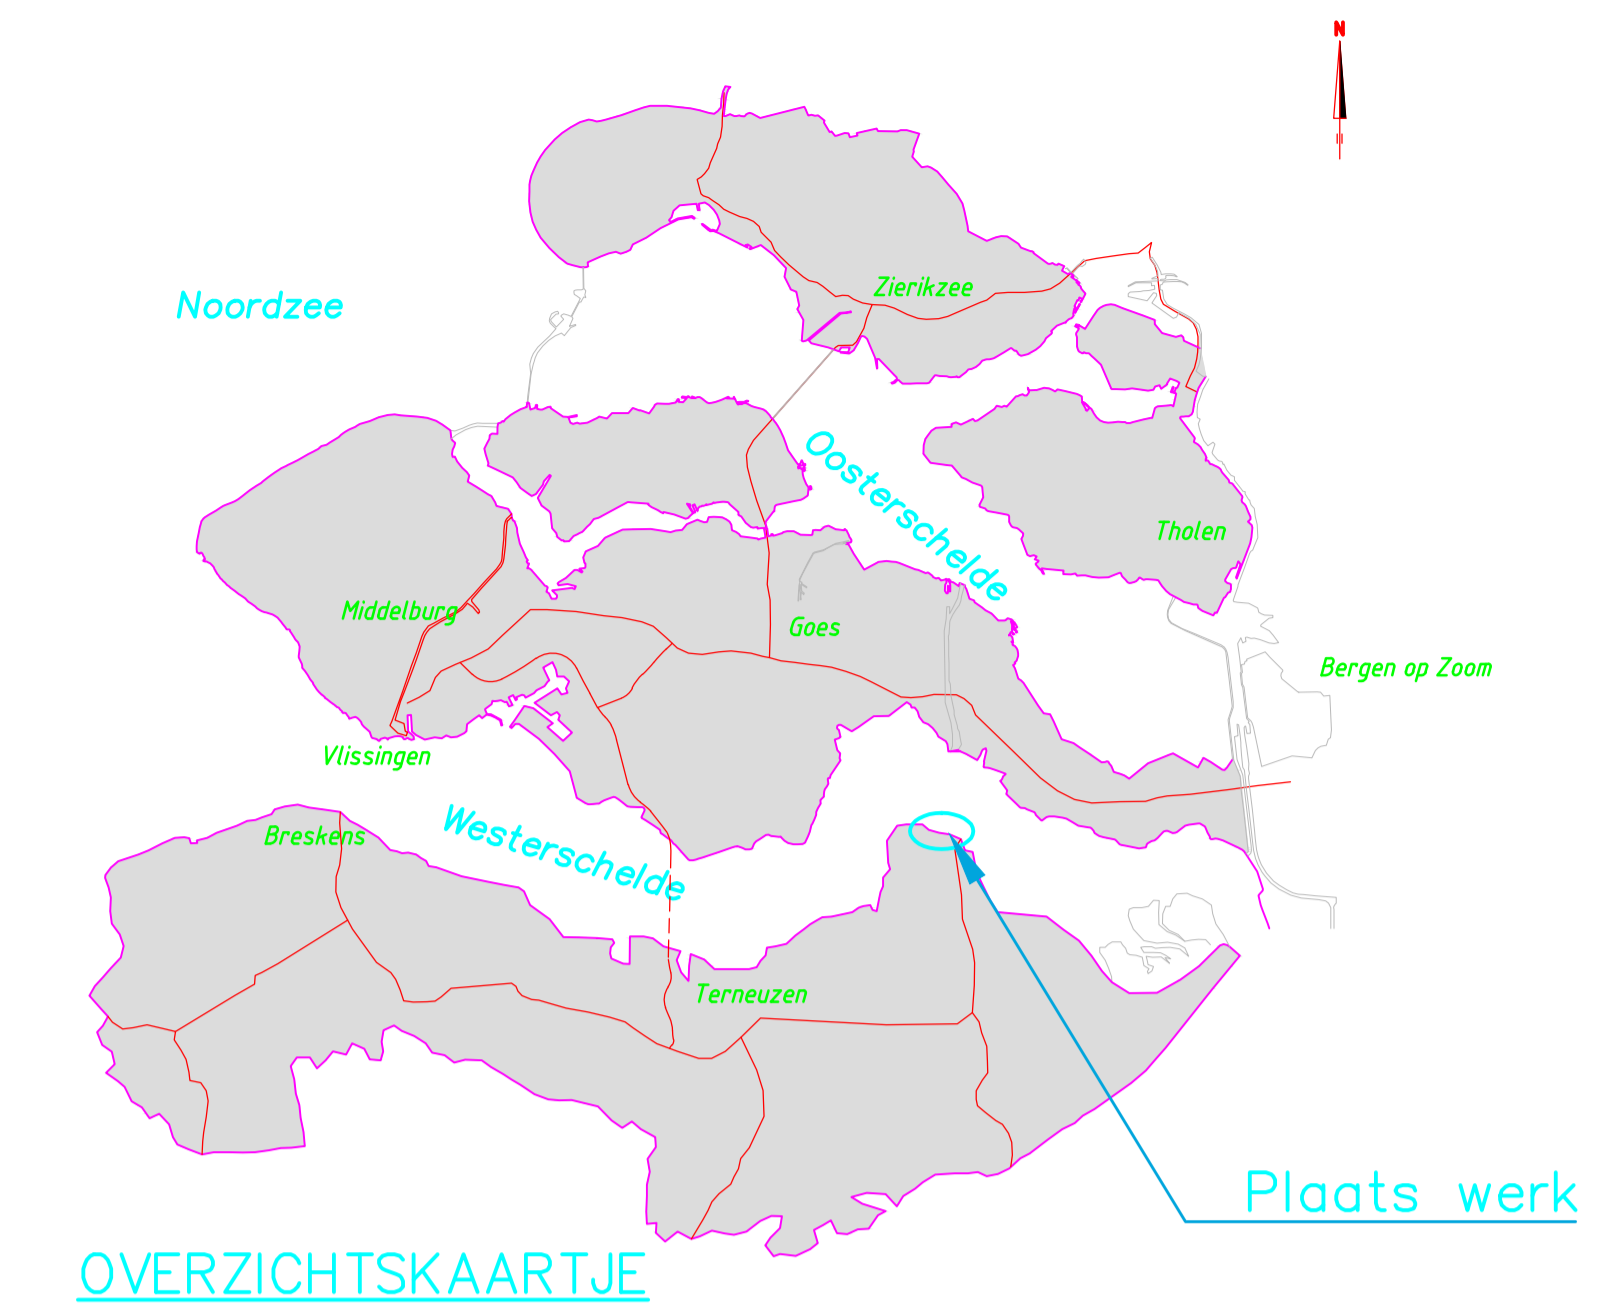 N
Zierikzee
Noordzee
Oosterschelde
Tholen
Middelburg
Goes
Bergen op Zoom
Vlissingen
Westerschelde
Breskens
Terneuzen
Plaats werk
OVERZICHTSKAARTJE